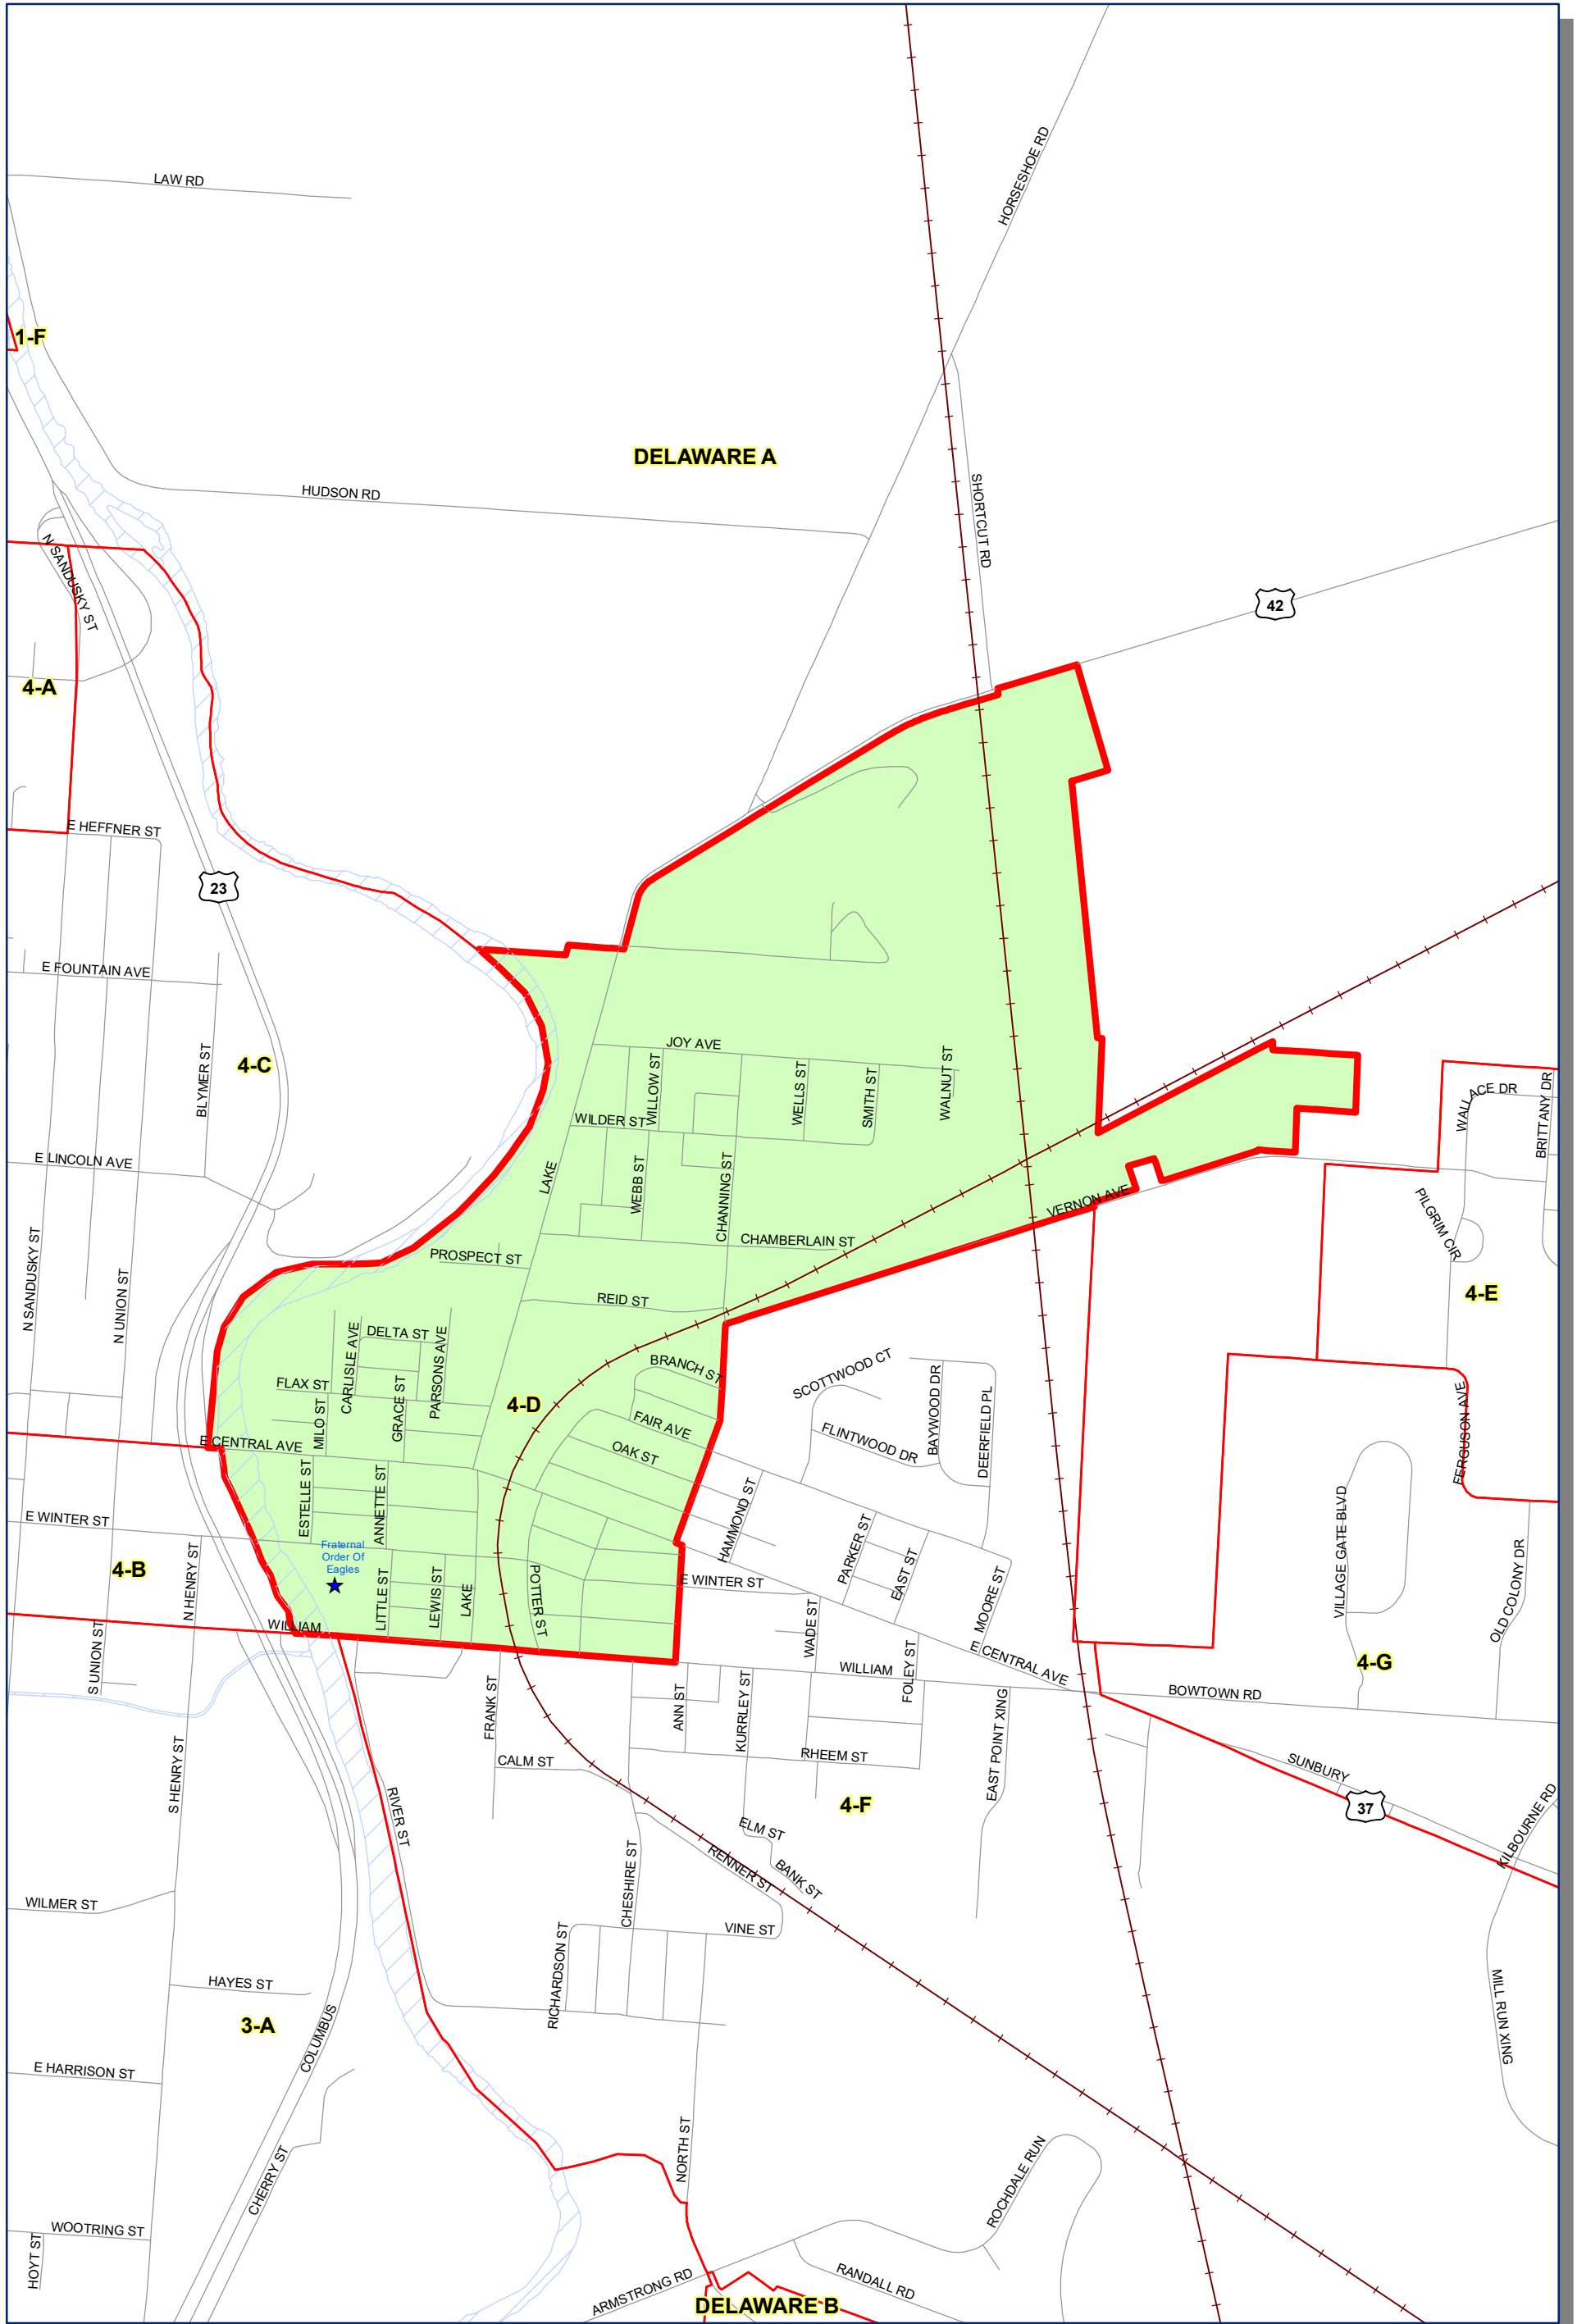 LAW RD
HORSESHOE RD
1-F
DELAWARE A
HUDSON RD
SHORTCUT RD
N SANDUSKY ST
42
4-A
E HEFFNER ST
23
E FOUNTAIN AVE
4-C
BLYMER ST
JOY AVE
WILLOW ST
WELLS ST
SMITH ST
WALNUT ST
WALLACE DR
BRITTANY DR
WILDER ST
E LINCOLN AVE
LAKE
WEBB ST
CHANNING ST
VERNON AVE
PILGRIM CIR
CHAMBERLAIN ST
PROSPECT ST
N SANDUSKY ST
N UNION ST
REID ST
4-E
DELTA ST
CARLISLE AVE
PARSONS AVE
BRANCH ST
SCOTTWOOD CT
FLAX ST
GRACE ST
4-D
MILO ST
FAIR AVE
FLINTWOOD DR
BAYWOOD DR
DEERFIELD PL
FERGUSON AVE
E CENTRAL AVE
OAK ST
ESTELLE ST
ANNETTE ST
HAMMOND ST
VILLAGE GATE BLVD
E WINTER ST
Fraternal
Order Of
Eagles
PARKER ST
EAST ST
OLD COLONY DR
4-B
N HENRY ST
LITTLE ST
LEWIS ST
LAKE
POTTER ST
E WINTER ST
MOORE ST
WILLIAM
WADE ST
S UNION ST
FOLEY ST
E CENTRAL AVE
4-G
WILLIAM
BOWTOWN RD
FRANK ST
ANN ST
KURRLEY ST
EAST POINT XING
S HENRY ST
CALM ST
RHEEM ST
SUNBURY
RIVER ST
4-F
37
KILBOURNE RD
ELM ST
CHESHIRE ST
RENNER ST
BANK ST
WILMER ST
VINE ST
RICHARDSON ST
HAYES ST
MILL RUN XING
3-A
COLUMBUS
E HARRISON ST
CHERRY ST
NORTH ST
ROCHDALE RUN
WOOTRING ST
HOYT ST
ARMSTRONG RD
RANDALL RD
DELAWARE B